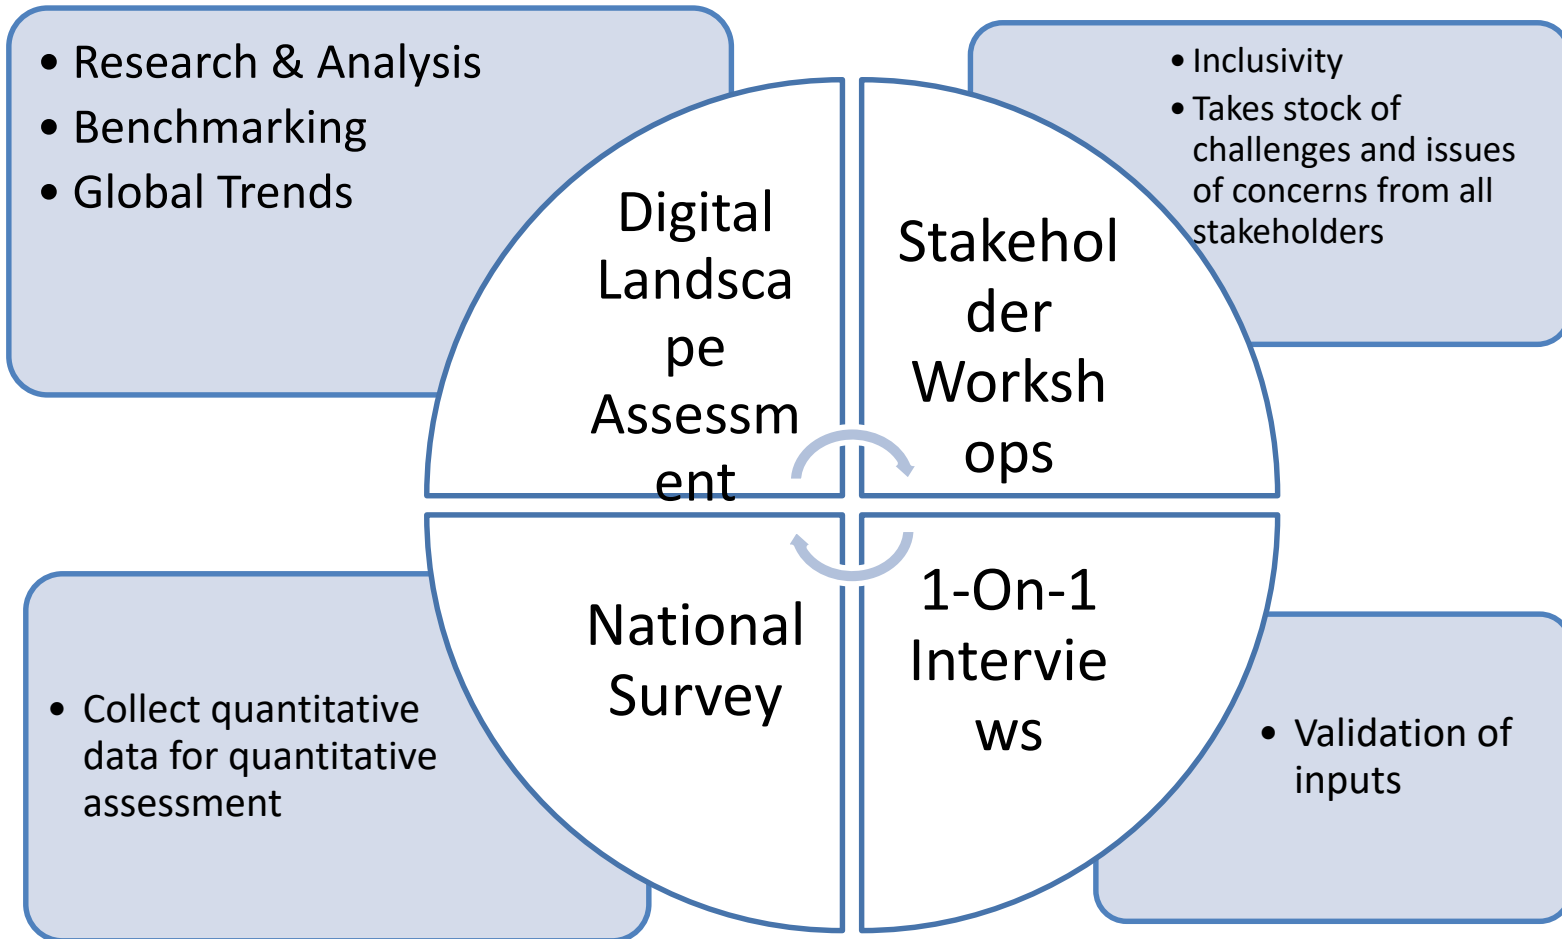 • Research & Analysis
• Benchmarking
• Global Trends
Digital
Landsca
pe
Assessm
ent
• Inclusivity
• Takes stock of
challenges and issues
of concerns from all
stakeholders
Stakehol
der
Worksh
ops
• Collect quantitative
data for quantitative
assessment
National
Survey
1-On-1
Intervie
ws
• Validation of
inputs